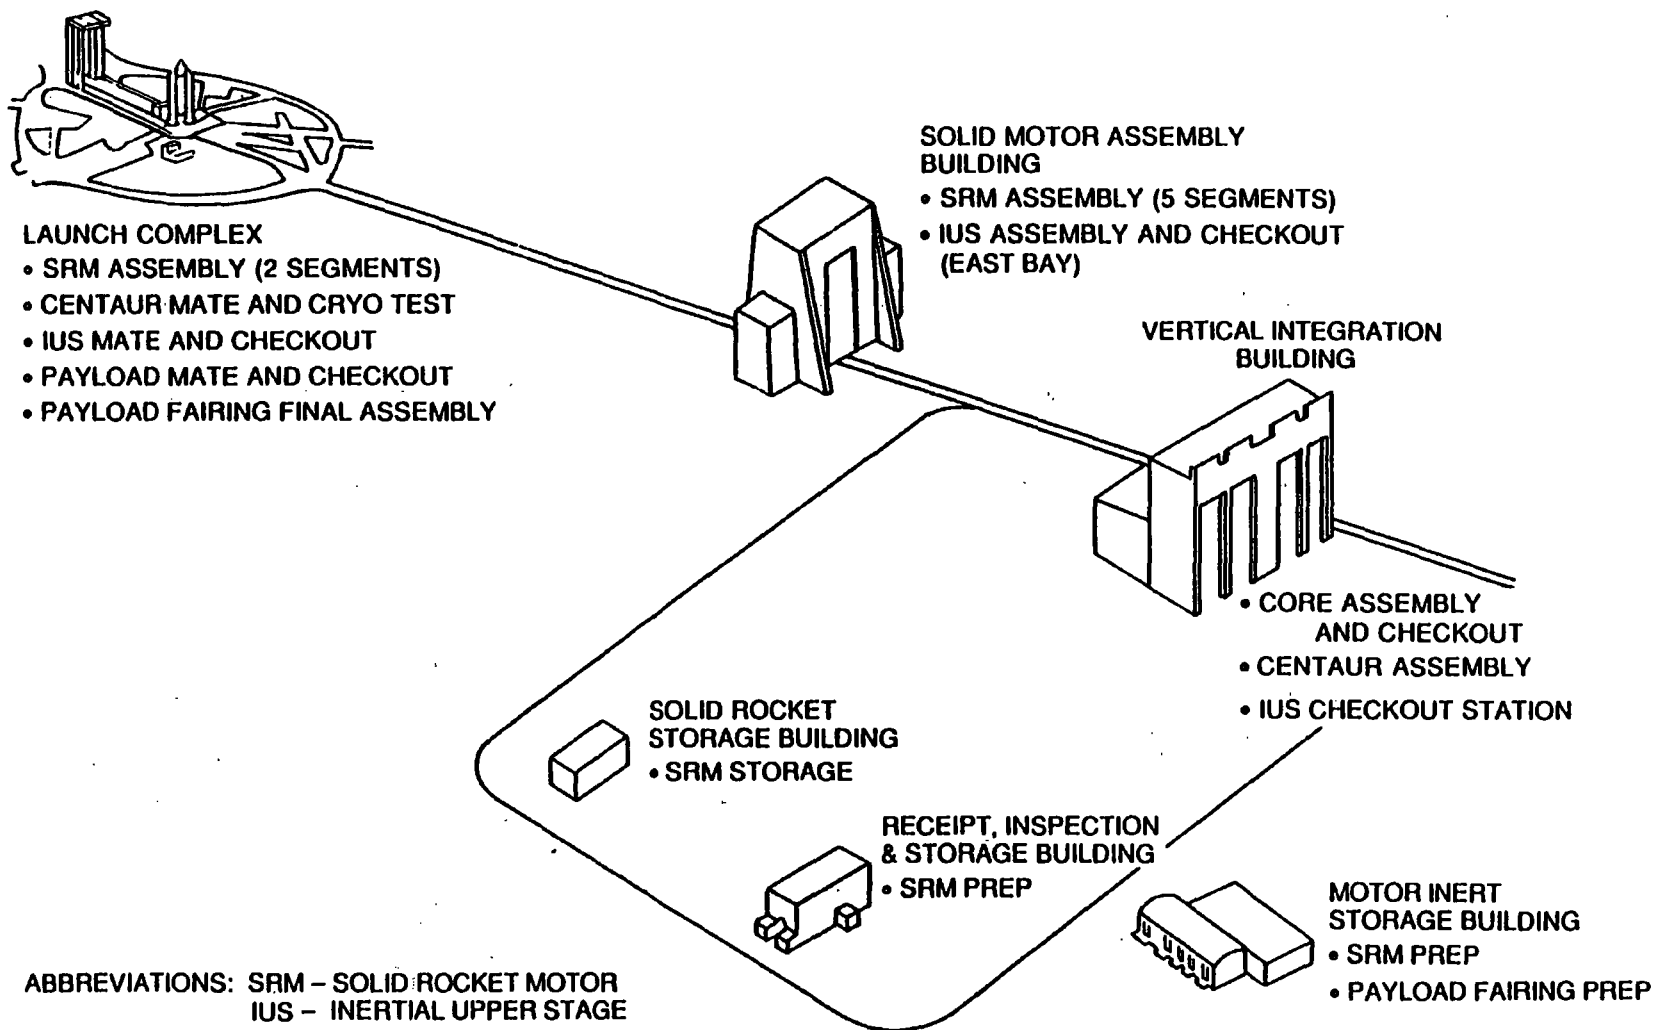 LAUNCH COMPLEX
• SRM ASSEMBLY (2 SEGMENTS)
• CENTAUR MATE AND CRYO TEST
• IUS MATE AND CHECKOUT
• PAYLOAD MATE AND CHECKOUT
• PAYLOAD FAIRING FINAL ASSEMBLY
SOLID MOTOR ASSEMBLY
BUILDING
• SRM ASSEMBLY (5 SEGMENTS)
• IUS ASSEMBLY AND CHECKOUT
(EAST BAY)
VERTICAL INTEGRATION
BUILDING
• CORE ASSEMBLY
AND CHECKOUT
• CENTAUR ASSEMBLY
• IUS CHECKOUT STATION
SOLID ROCKET
STORAGE BUILDING
• SRM STORAGE
RECEIPT, INSPECTION
& STORAGE BUILDING
• SRM PREP
MOTOR INERT
STORAGE BUILDING
• SRM PREP
• PAYLOAD FAIRING PREP
ABBREVIATIONS: SRM – SOLID ROCKET MOTOR
IUS – INERTIAL UPPER STAGE